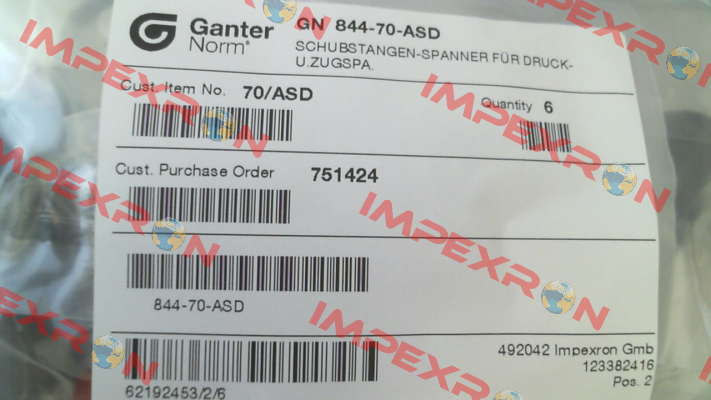 Ganter
Norm®
GN 844-70-ASD
SCHUBSTANGEN-SPANNER FÜR DRUCK-
U.ZUGSPA.
Cust. Item No. 70/ASD
Quantity 6
Cust. Purchase Order 751424
844-70-ASD
492042 Impexron Gmb
123382416
Pos. 2
62192453/2/6
IMPEXRON
IMPEXRON
IMPEXRON
IMPEXRON
IMPEXRON